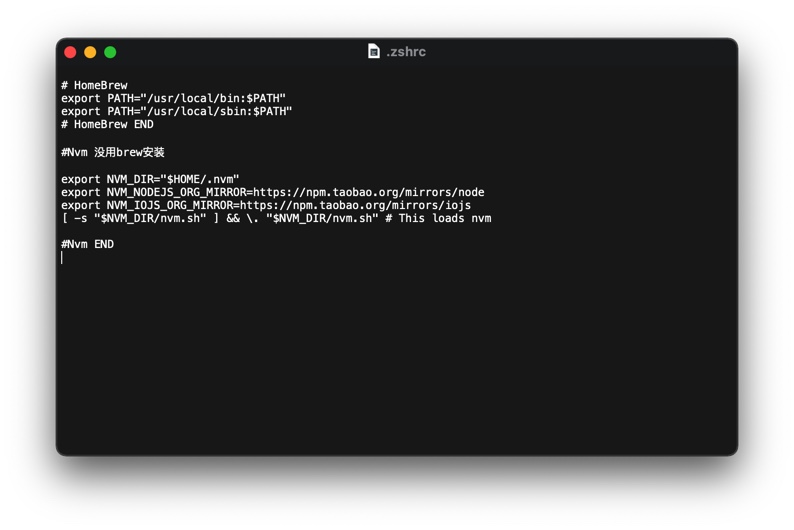 .zshrc
# HomeBrew
export PATH="/usr/local/bin:$PATH"
export PATH="/usr/local/sbin:$PATH"
# HomeBrew END
#Nvm 没用brew安装
export NVM_DIR="$HOME/.nvm"
export NVM_NODEJS_ORG_MIRROR=https://npm.taobao.org/mirrors/node
export NVM_IOJS_ORG_MIRROR=https://npm.taobao.org/mirrors/iojs
[ -s "$NVM_DIR/nvm.sh" ] && \. "$NVM_DIR/nvm.sh" # This loads nvm
#Nvm END